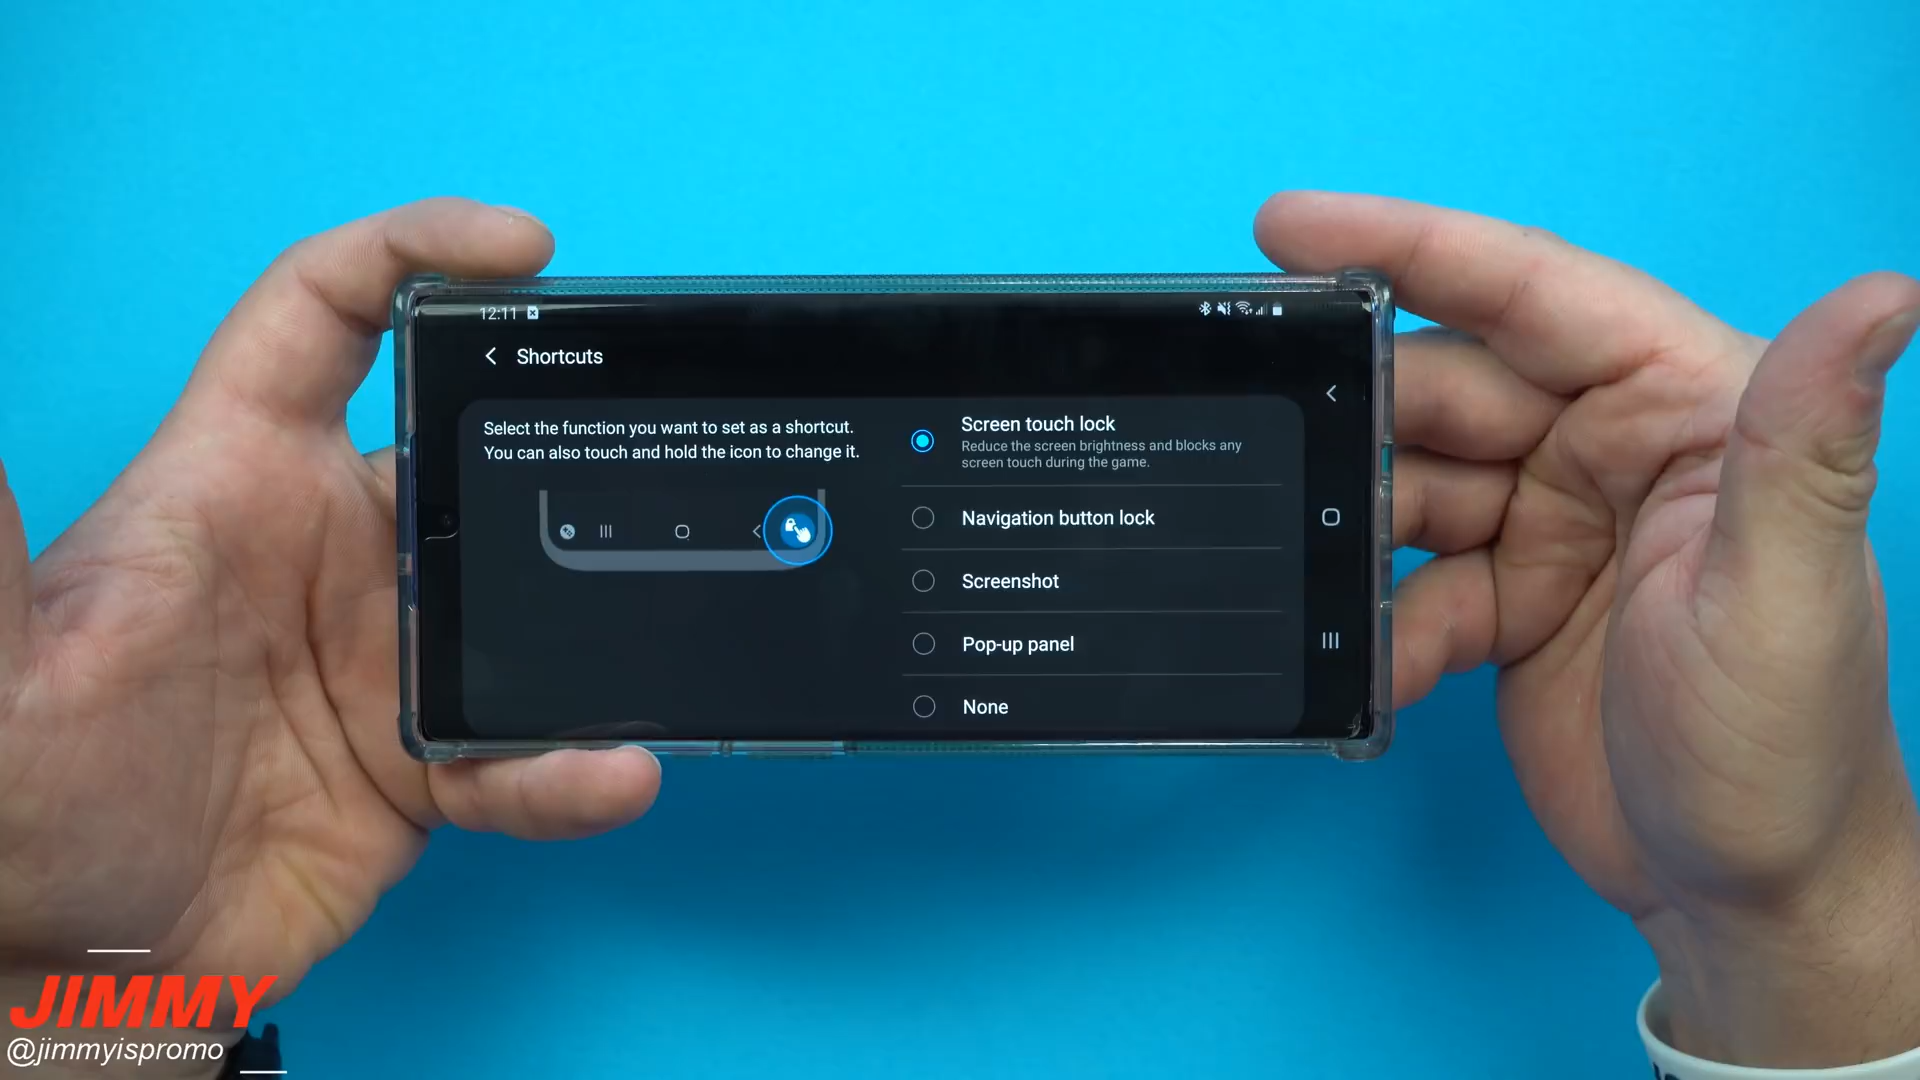 12:11
Shortcuts
Select the function you want to set as a shortcut.
You can also touch and hold the icon to change it.
Screen touch lock
Reduce the screen brightness and blocks any
screen touch during the game.
Navigation button lock
Screenshot
Pop-up panel
None
JIMMY
@jimmyispromo